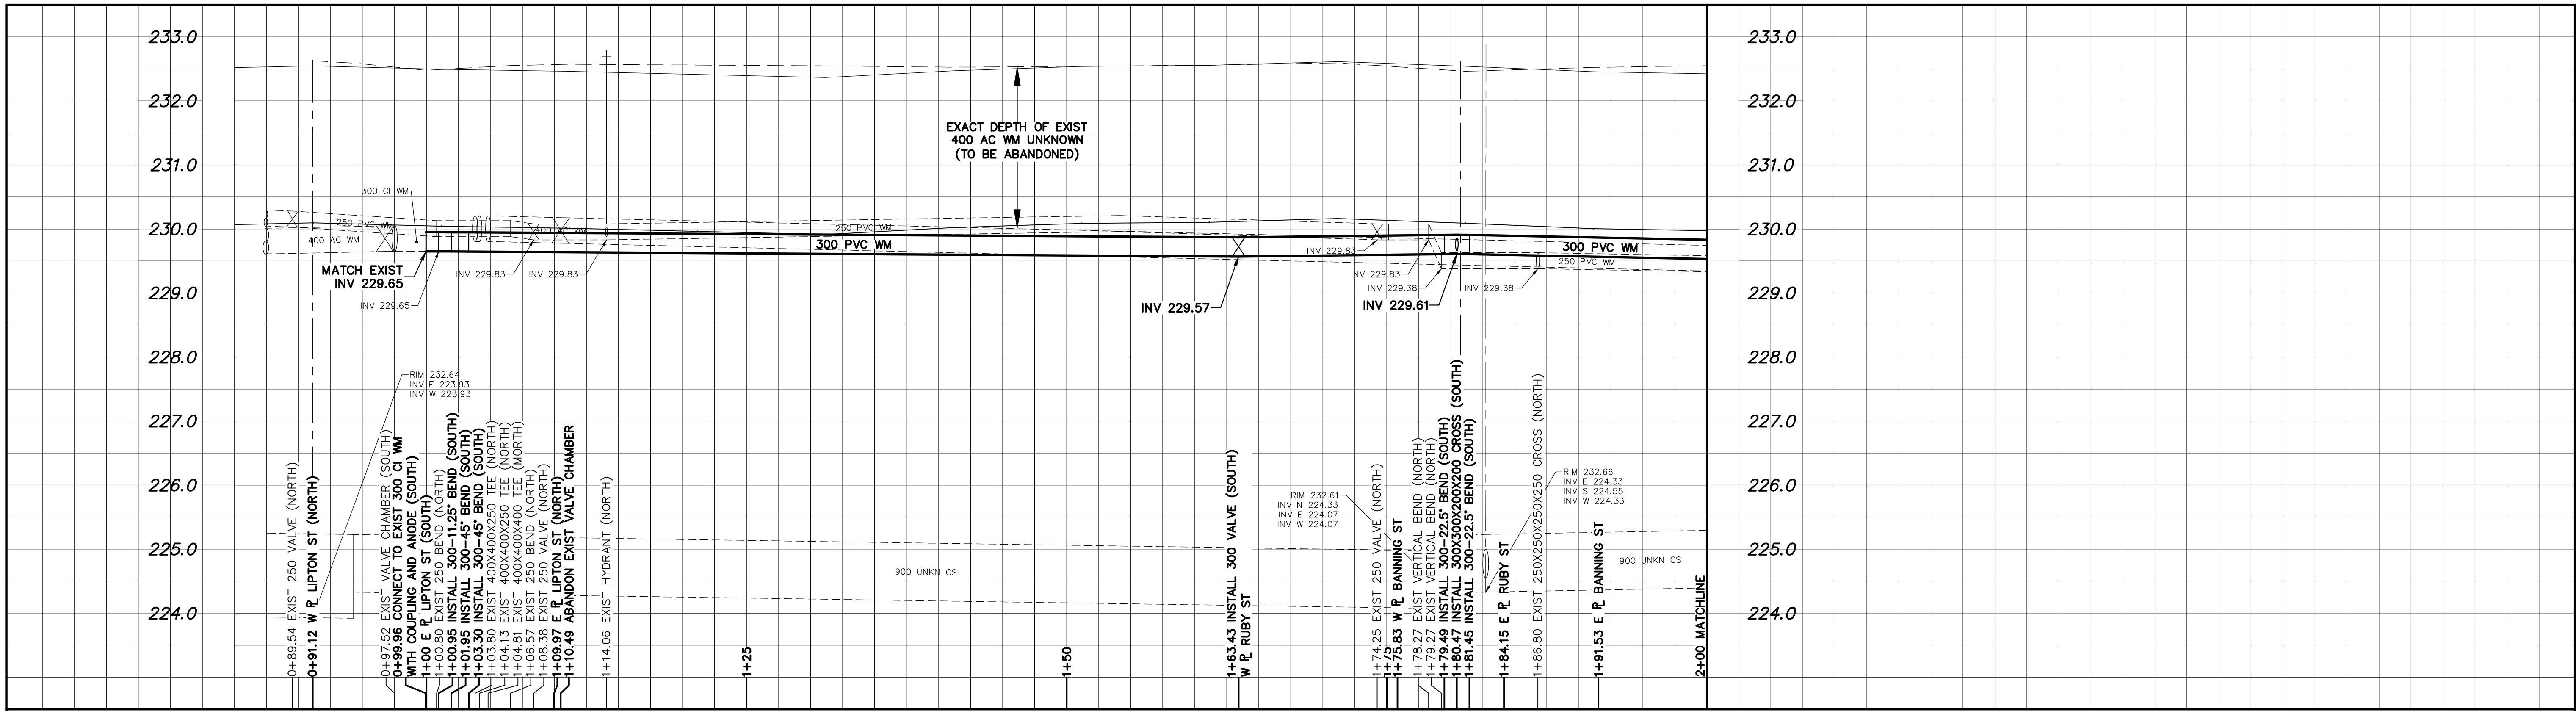 233.0
232.0
231.0
230.0
229.0
228.0
227.0
226.0
225.0
224.0
300 CI WM
250 PVC WM
400 AC WM
MATCH EXIST
INV 229.65
INV 229.65
INV 229.83
INV 229.83
EXACT DEPTH OF EXIST
400 AC WM UNKNOWN
(TO BE ABANDONED)
250 PVC WM
300 PVC WM
INV 229.57
INV 229.83
INV 229.83
INV 229.38
INV 229.61
INV 229.38
300 PVC WM
250 PVC WM
RIM 232.64
INV E 223.93
INV W 223.93
0+89.54 EXIST 250 VALVE (NORTH)
0+91.12 W PL LIPTON ST (NORTH)
0+97.52 EXIST VALVE CHAMBER (SOUTH)
0+99.96 CONNECT TO EXIST 300 CI WM
WITH COUPLING AND ANODE (SOUTH)
1+00 E PL LIPTON ST (SOUTH)
1+00.80 EXIST 250 BEND (NORTH)
1+00.95 INSTALL 300-11.25° BEND (SOUTH)
1+01.95 INSTALL 300-45° BEND (SOUTH)
1+03.30 INSTALL 300-45° BEND (SOUTH)
1+03.80 EXIST 400X400X250 TEE (NORTH)
1+04.13 EXIST 400X400X250 TEE (NORTH)
1+04.81 EXIST 400X400X400 TEE (MORTH)
1+06.57 EXIST 250 BEND (NORTH)
1+08.38 EXIST 250 VALVE (NORTH)
1+09.97 E PL LIPTON ST (NORTH)
1+10.49 ABANDON EXIST VALVE CHAMBER
1+14.06 EXIST HYDRANT (NORTH)
1+25
900 UNKN CS
1+50
1+63.43 INSTALL 300 VALVE (SOUTH)
W PL RUBY ST
RIM 232.61
INV N 224.33
INV E 224.07
INV W 224.07
1+74.25 EXIST 250 VALVE (NORTH)
1+75
1+75.83 W PL BANNING ST
1+78.27 EXIST VERTICAL BEND (NORTH)
1+79.27 EXIST VERTICAL BEND (NORTH)
1+79.49 INSTALL 300-22.5° BEND (SOUTH)
1+80.47 INSTALL 300X300X200X200 CROSS (SOUTH)
1+81.45 INSTALL 300-22.5° BEND (SOUTH)
1+84.15 E PL RUBY ST
1+86.80 EXIST 250X250X250X250 CROSS (NORTH)
RIM 232.66
INV E 224.33
INV S 224.55
INV W 224.33
1+91.53 E PL BANNING ST
900 UNKN CS
2+00 MATCHLINE
233.0
232.0
231.0
230.0
229.0
228.0
227.0
226.0
225.0
224.0